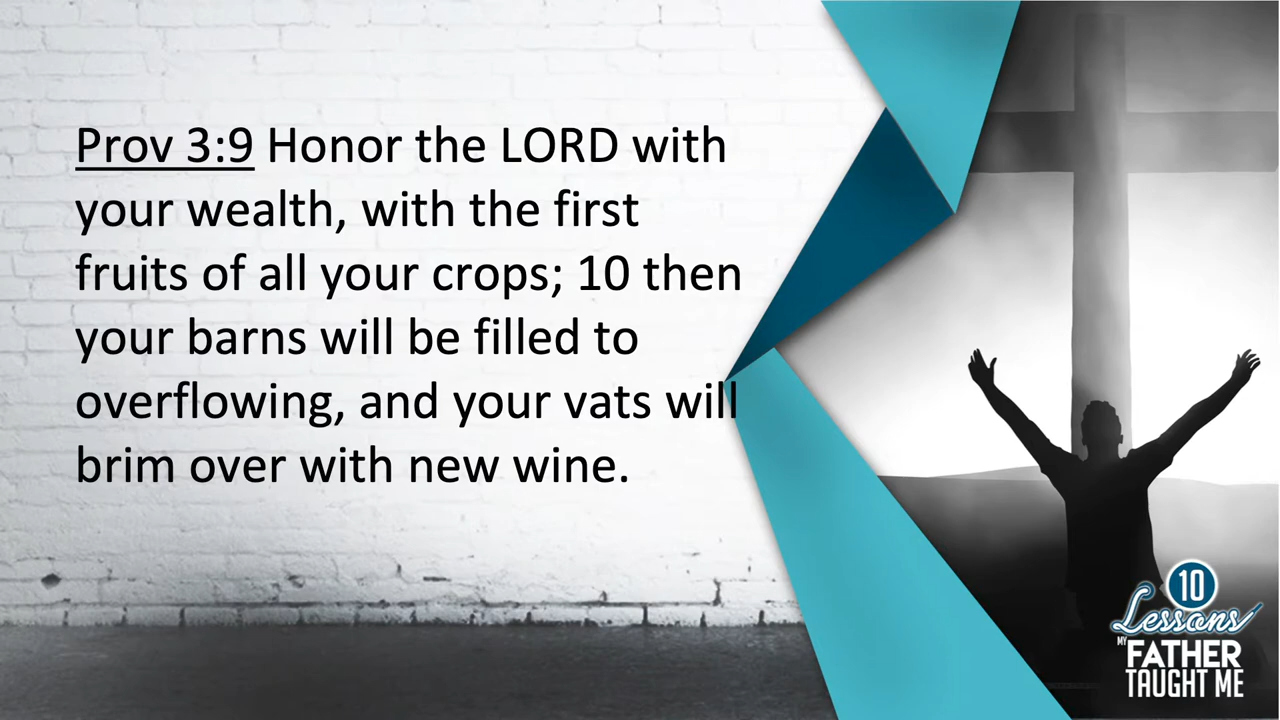 Prov 3:9 Honor the LORD with
your wealth, with the first
fruits of all your crops; 10 then
your barns will be filled to
overflowing, and your vats will
brim over with new wine.
10
Lessons
MY
FATHER
TAUGHT ME